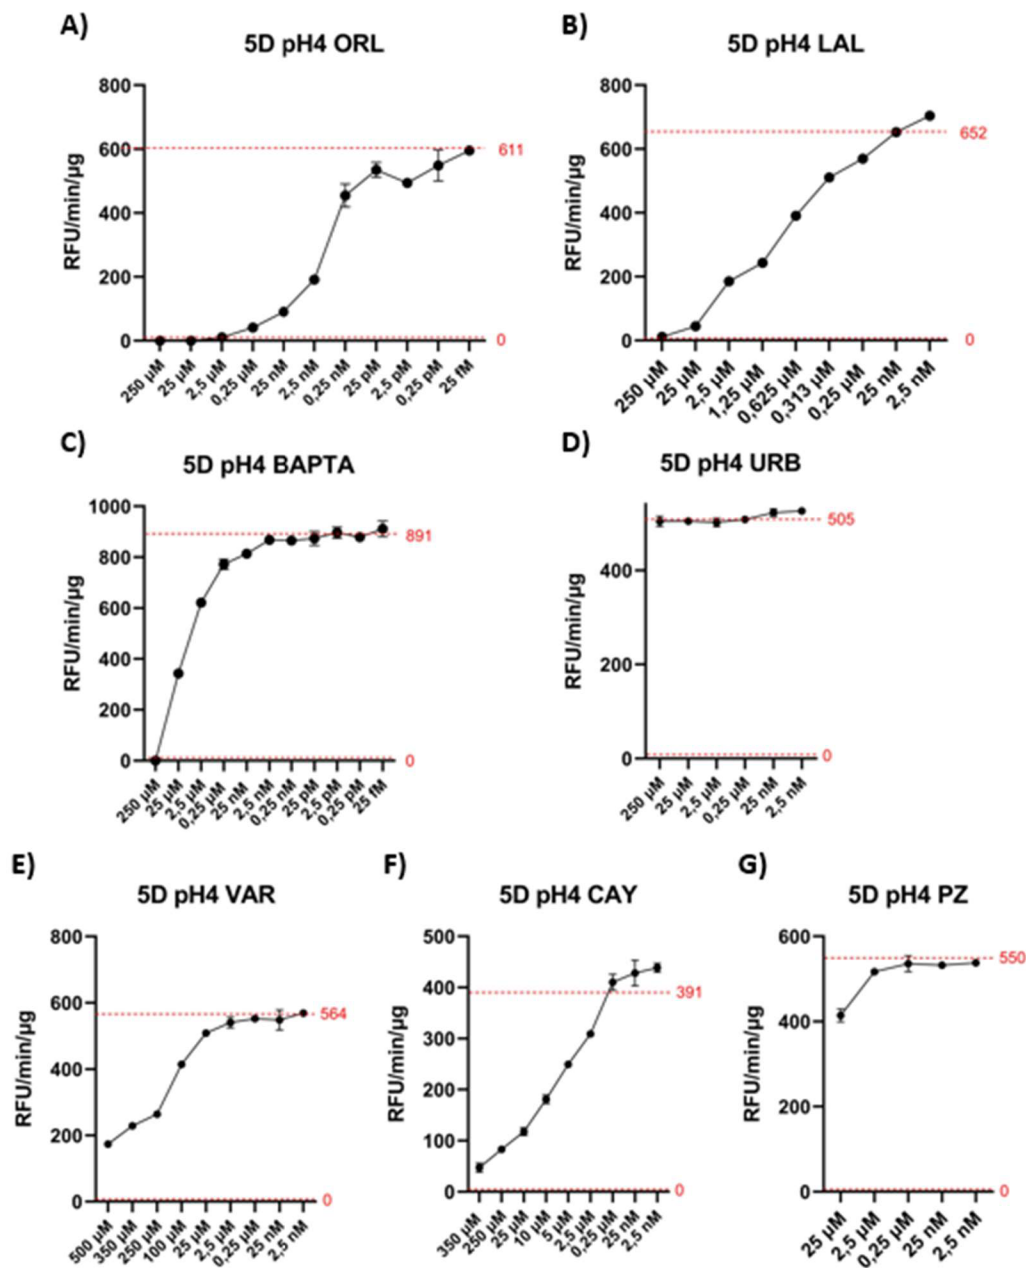 A)
5D pH4 ORL
RFU/min/µg
800
600
400
200
0
611
0
250 µM
25 µM
2,5 µM
0,25 µM
25 nM
2,5 nM
0,25 nM
25 pM
2,5 pM
0,25 pM
25 fM
B)
5D pH4 LAL
RFU/min/µg
800
600
400
200
0
652
0
250 µM
25 µM
2,5 µM
1,25 µM
0,625 µM
0,313 µM
0,25 µM
25 nM
2,5 nM
C)
5D pH4 BAPTA
RFU/min/µg
1000
800
600
400
200
0
891
0
250 µM
25 µM
2,5 µM
0,25 µM
25 nM
2,5 nM
0,25 nM
25 pM
2,5 pM
0,25 pM
25 fM
D)
5D pH4 URB
RFU/min/µg
400
200
0
505
0
250 µM
25 µM
2,5 µM
0,25 µM
25 nM
2,5 nM
E)
5D pH4 VAR
RFU/min/µg
800
600
400
200
0
564
0
500 µM
350 µM
250 µM
100 µM
25 µM
2,5 µM
0,25 µM
25 nM
2,5 nM
F)
5D pH4 CAY
RFU/min/µg
500
400
300
200
100
0
391
0
350 µM
250 µM
25 µM
10 µM
5 µM
2,5 µM
0,25 µM
25 nM
2,5 nM
G)
5D pH4 PZ
RFU/min/µg
600
400
200
0
550
0
25 µM
2,5 µM
0,25 µM
25 nM
2,5 nM